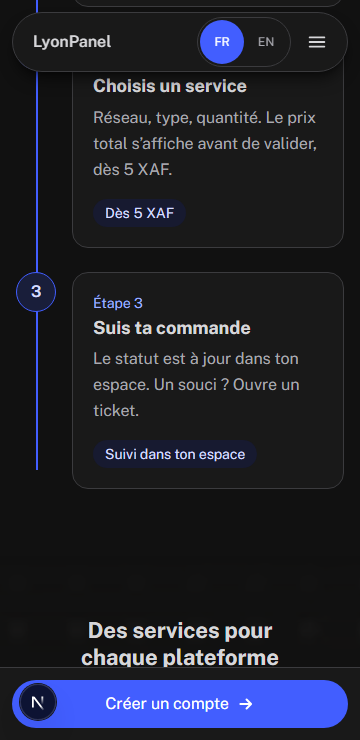 LyonPanel
FR
EN
Choisis un service
Réseau, type, quantité. Le prix
total s’affiche avant de valider,
dès 5 XAF.
Dès 5 XAF
3
Étape 3
Suis ta commande
Le statut est à jour dans ton
espace. Un souci ? Ouvre un
ticket.
Suivi dans ton espace
Des services pour
chaque plateforme
N
Créer un compte →